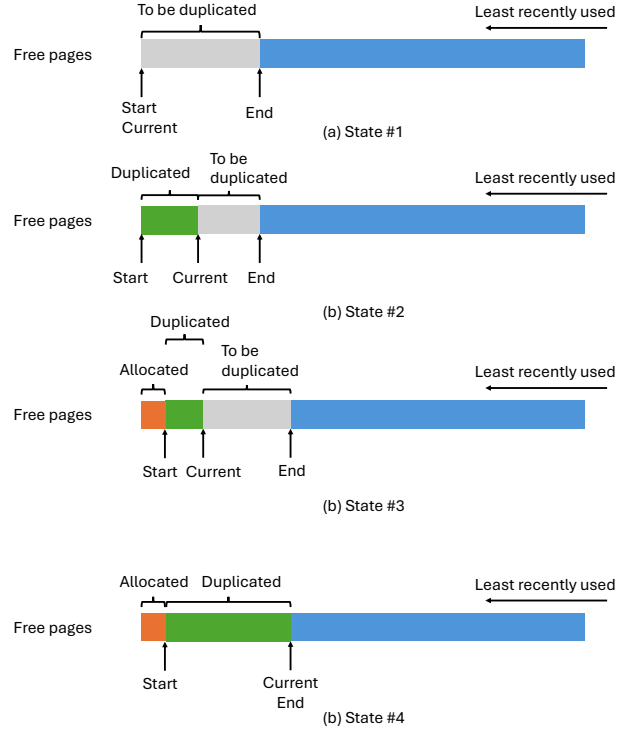 To be duplicated
Least recently used
Free pages
Start
Current
End
(a) State #1
Duplicated
To be
duplicated
Least recently used
Free pages
Start
Current
End
(b) State #2
Duplicated
Allocated
To be
duplicated
Least recently used
Free pages
Start
Current
End
(b) State #3
Allocated
Duplicated
Least recently used
Free pages
Start
Current
End
(b) State #4